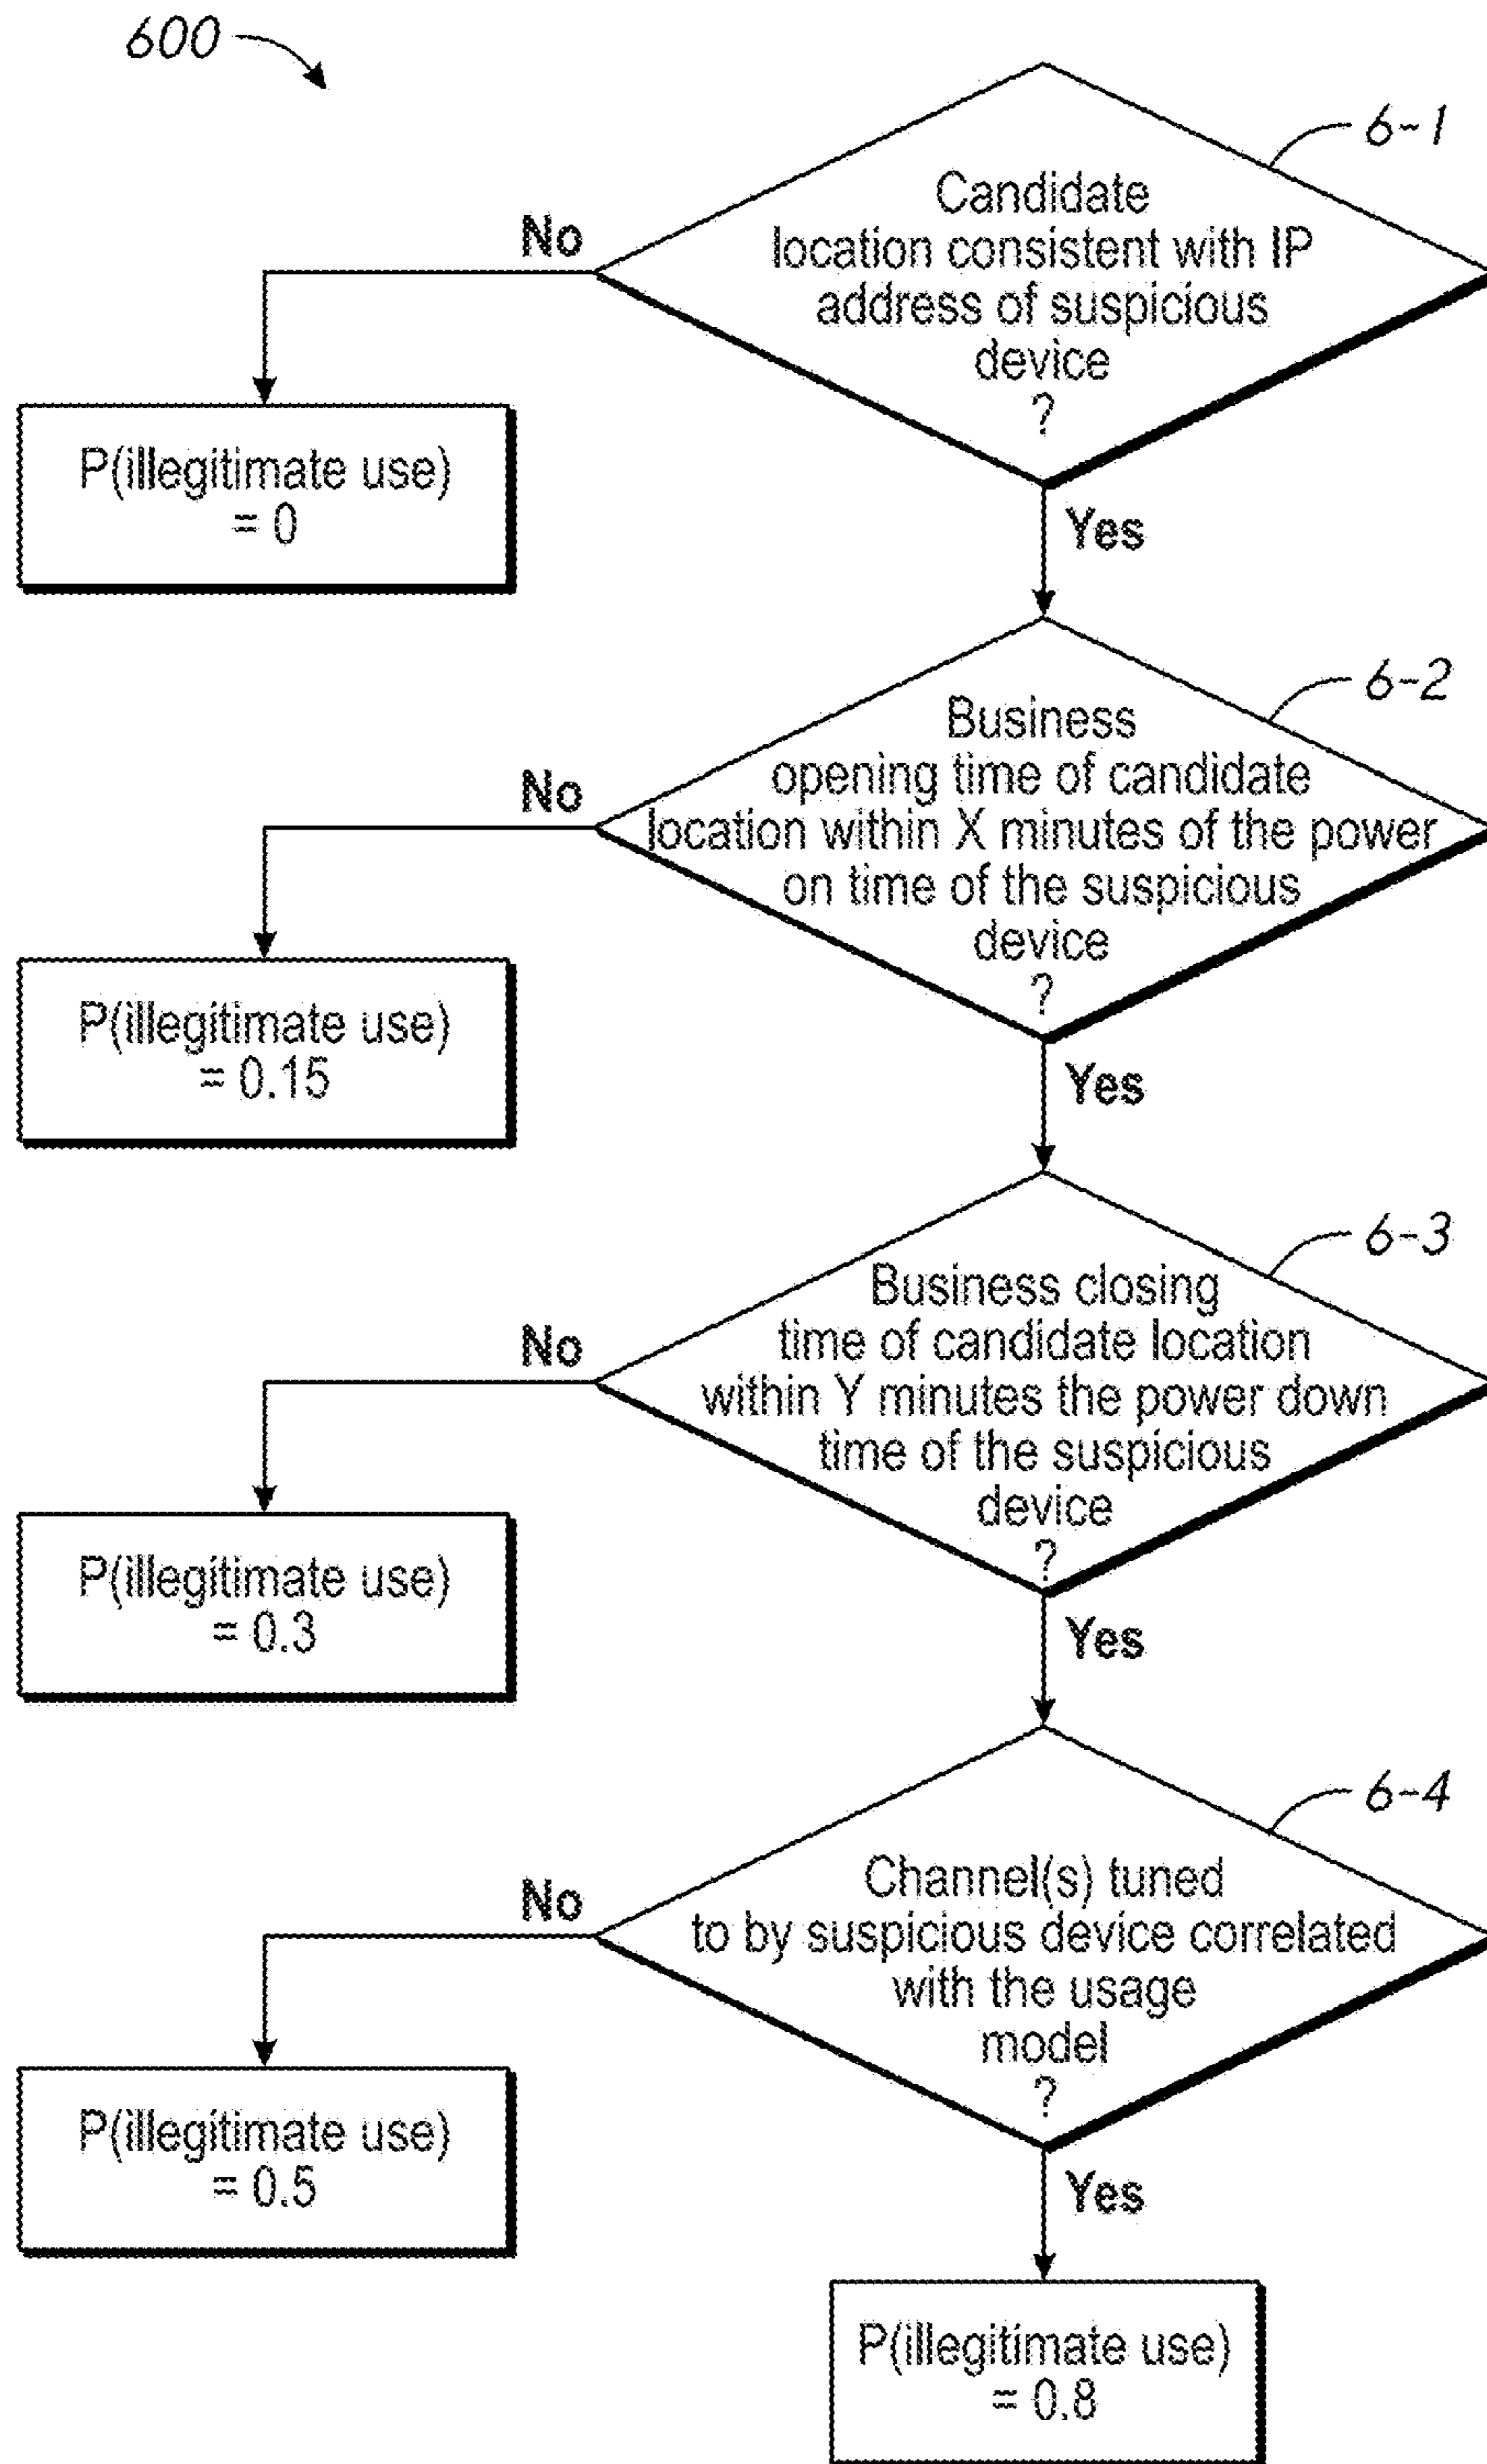 600
6-1
Candidate
location consistent with IP
address of suspicious
device
?
No
Yes
P(illegitimate use)
= 0
6-2
Business
opening time of candidate
location within X minutes of the power
on time of the suspicious
device
?
No
Yes
P(illegitimate use)
= 0.15
6-3
Business closing
time of candidate location
within Y minutes the power down
time of the suspicious
device
?
No
Yes
P(illegitimate use)
= 0.3
6-4
Channel(s) tuned
to by suspicious device correlated
with the usage
model
?
No
Yes
P(illegitimate use)
= 0.5
P(illegitimate use)
= 0.8